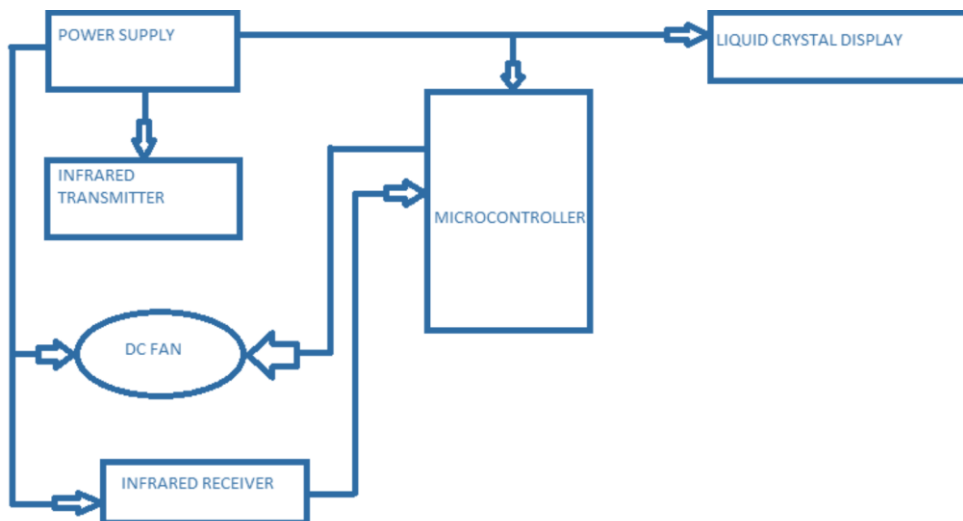 POWER SUPPLY
LIQUID CRYSTAL DISPLAY
INFRARED
TRANSMITTER
MICROCONTROLLER
DC FAN
INFRARED RECEIVER